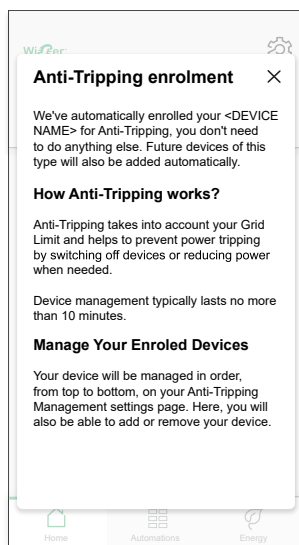 Wiser
Anti-Tripping enrolment
We've automatically enrolled your <DEVICE
NAME> for Anti-Tripping, you don't need
to do anything else. Future devices of this
type will also be added automatically.
How Anti-Tripping works?
Anti-Tripping takes into account your Grid
Limit and helps to prevent power tripping
by switching off devices or reducing power
when needed.
Device management typically lasts no more
than 10 minutes.
Manage Your Enroled Devices
Your device will be managed in order,
from top to bottom, on your Anti-Tripping
Management settings page. Here, you will
also be able to add or remove your device.
Home Automations Energy